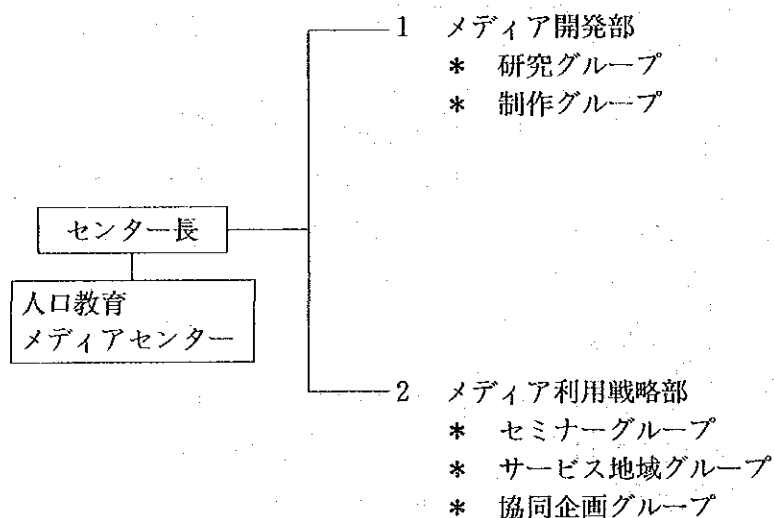 1 メディア開発部
* 研究グループ
* 制作グループ
センター長
人口教育
メディアセンター
2 メディア利用戦略部
* セミナーグループ
* サービス地域グループ
* 協同企画グループ